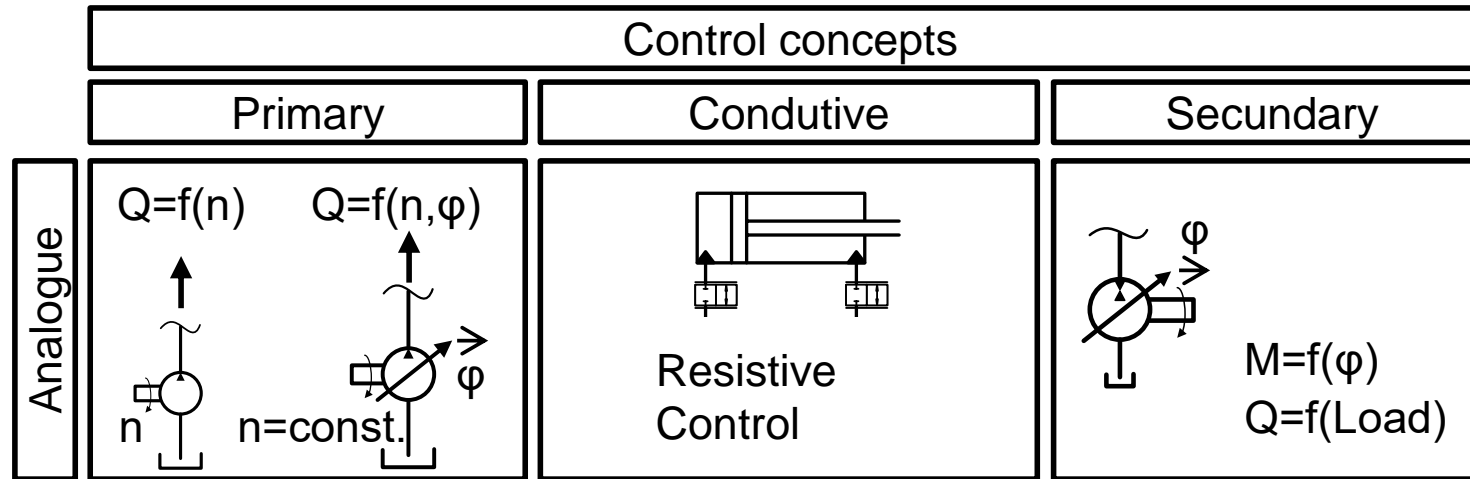 Control concepts
Primary
Condutive
Secundary
Analogue
Q=f(n)
Q=f(n,φ)
n
n=const.
φ
Resistive
Control
φ
M=f(φ)
Q=f(Load)